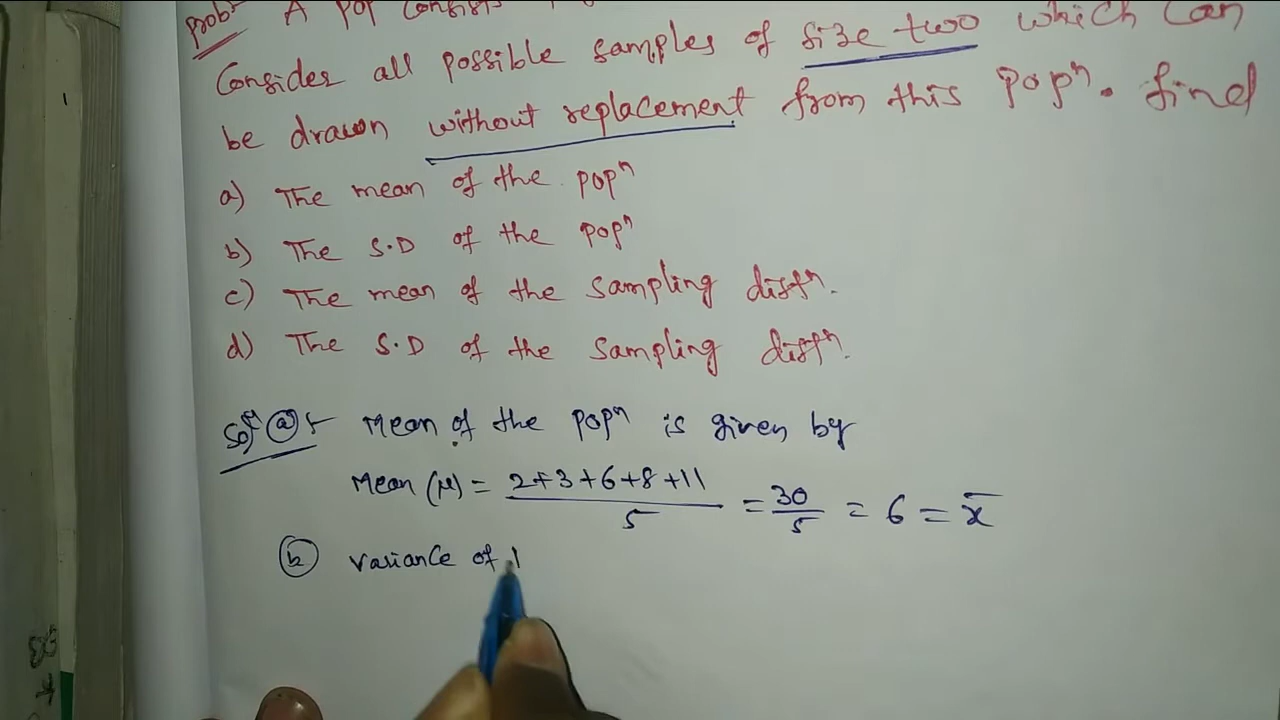 Prob: A pop consists
Consider all possible samples of size two which can
be drawn without replacement from this popⁿ. find
a) The mean of the popⁿ
b) The S.D of the popⁿ
c) The mean of the sampling distⁿ.
d) The S.D of the sampling distⁿ.
Solⁿ (a) :- Mean of the popⁿ is given by
Mean (μ) = 2+3+6+8+11 / 5 = 30/5 = 6 = x̄
(b) variance of